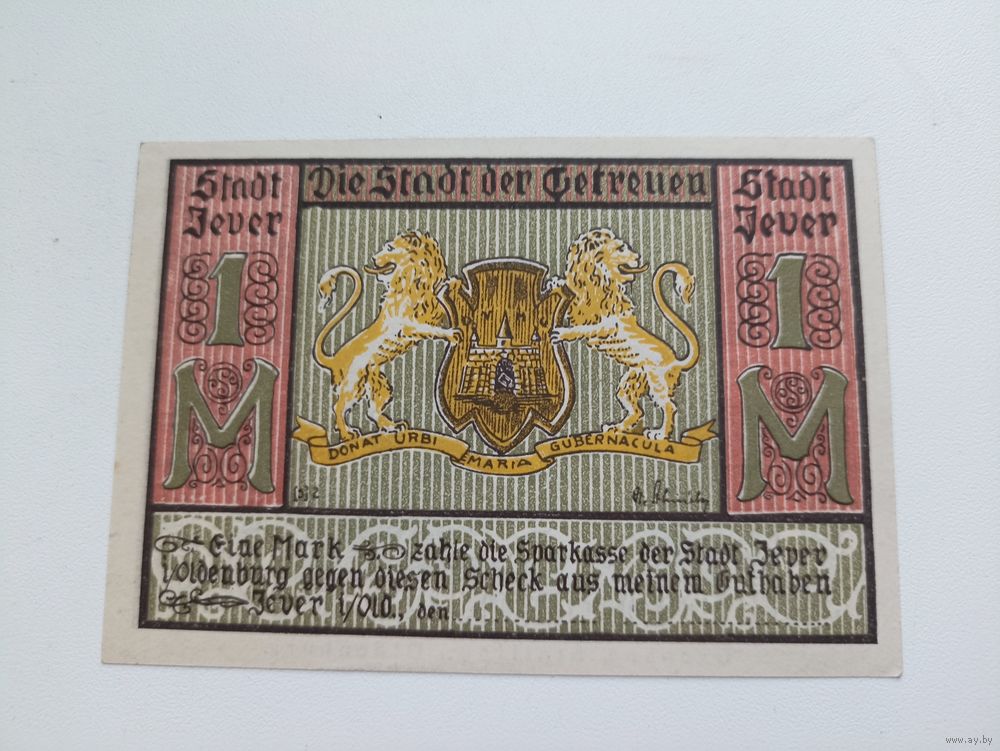 Die Stadt der Getreuen
Stadt
Jever
1
M
Stadt
Jever
1
M
DONAT URBI
MARIA
GUBERNACULA
Eine Mark zahle die Sparkasse der Stadt Jever
i/Oldenburg gegen diesen Scheck aus meinem Guthaben
Jever i/Old., den
www.ay.by